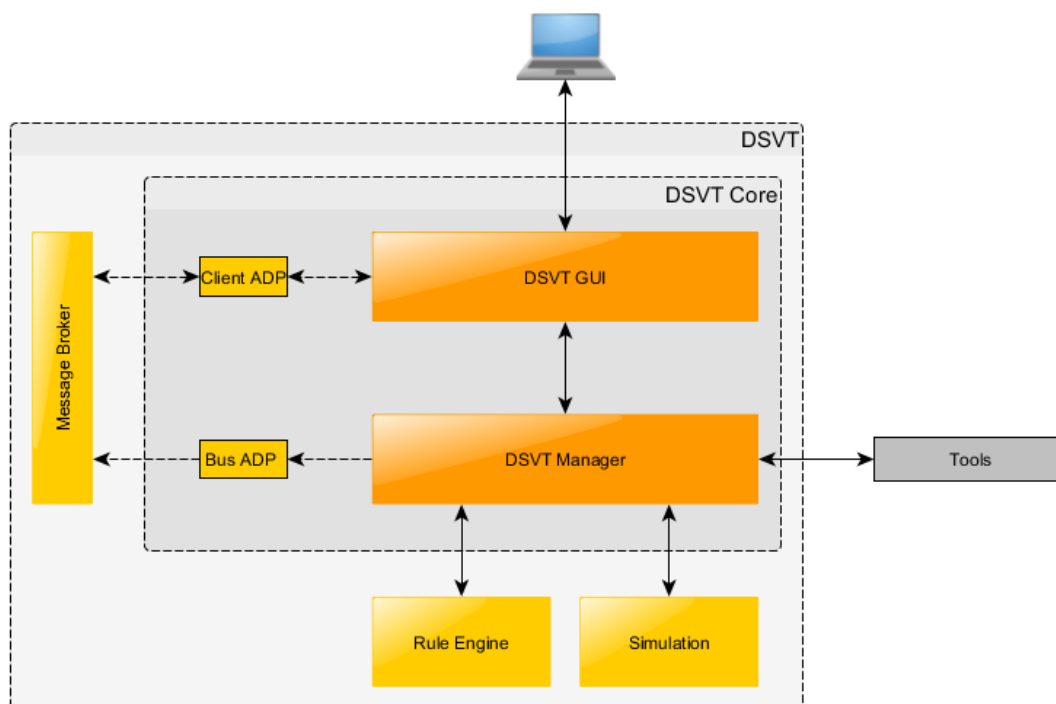 DSVT
DSVT Core
Client ADP
DSVT GUI
Message Broker
Bus ADP
DSVT Manager
Tools
Rule Engine
Simulation